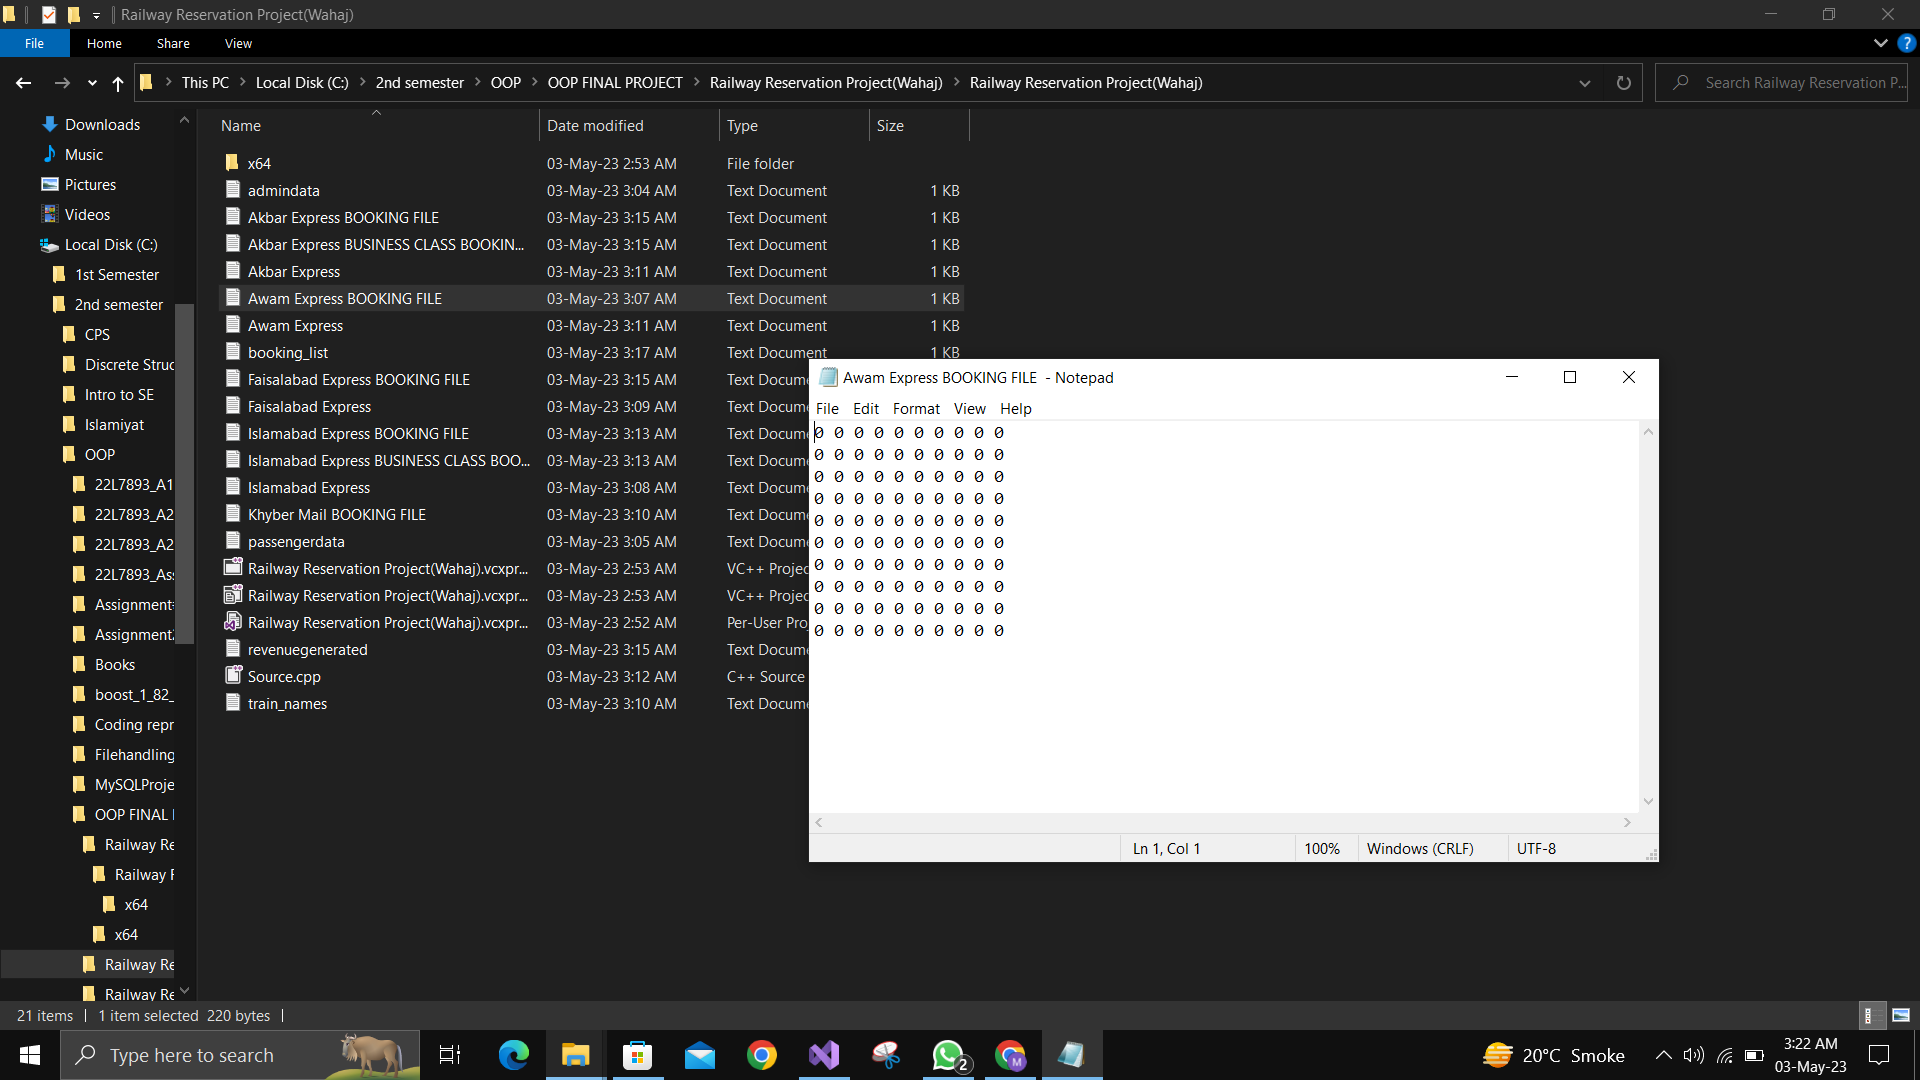 Railway Reservation Project(Wahaj)
File Home Share View
This PC Local Disk (C:) 2nd semester OOP OOP FINAL PROJECT Railway Reservation Project(Wahaj) Railway Reservation Project(Wahaj)
Search Railway Reservation P...
Downloads
Music
Pictures
Videos
Local Disk (C:)
1st Semester
2nd semester
CPS
Discrete Struc
Intro to SE
Islamiyat
OOP
22L7893_A1
22L7893_A2
22L7893_A2
22L7893_Ass
Assignment
Assignment2
Books
boost_1_82_
Coding repr
Filehandling
MySQLProje
OOP FINAL
Railway Re
Railway
x64
x64
Railway Re
Railway Re
Name Date modified Type Size
x64 03-May-23 2:53 AM File folder
admindata 03-May-23 3:04 AM Text Document 1 KB
Akbar Express BOOKING FILE 03-May-23 3:15 AM Text Document 1 KB
Akbar Express BUSINESS CLASS BOOKIN... 03-May-23 3:15 AM Text Document 1 KB
Akbar Express 03-May-23 3:11 AM Text Document 1 KB
Awam Express BOOKING FILE 03-May-23 3:07 AM Text Document 1 KB
Awam Express 03-May-23 3:11 AM Text Document 1 KB
booking_list 03-May-23 3:17 AM Text Document 1 KB
Faisalabad Express BOOKING FILE 03-May-23 3:15 AM Text Docum
Faisalabad Express 03-May-23 3:09 AM Text Docum
Islamabad Express BOOKING FILE 03-May-23 3:13 AM Text Docum
Islamabad Express BUSINESS CLASS BOO... 03-May-23 3:13 AM Text Docum
Islamabad Express 03-May-23 3:08 AM Text Docum
Khyber Mail BOOKING FILE 03-May-23 3:10 AM Text Docum
passengerdata 03-May-23 3:05 AM Text Docum
Railway Reservation Project(Wahaj).vcxpr... 03-May-23 2:53 AM VC++ Projec
Railway Reservation Project(Wahaj).vcxpr... 03-May-23 2:53 AM VC++ Projec
Railway Reservation Project(Wahaj).vcxpr... 03-May-23 2:52 AM Per-User Pro
revenuegenerated 03-May-23 3:15 AM Text Docum
Source.cpp 03-May-23 3:12 AM C++ Source
train_names 03-May-23 3:10 AM Text Docum
Awam Express BOOKING FILE - Notepad
File Edit Format View Help
0 0 0 0 0 0 0 0 0 0
0 0 0 0 0 0 0 0 0 0
0 0 0 0 0 0 0 0 0 0
0 0 0 0 0 0 0 0 0 0
0 0 0 0 0 0 0 0 0 0
0 0 0 0 0 0 0 0 0 0
0 0 0 0 0 0 0 0 0 0
0 0 0 0 0 0 0 0 0 0
0 0 0 0 0 0 0 0 0 0
0 0 0 0 0 0 0 0 0 0
Ln 1, Col 1 100% Windows (CRLF) UTF-8
21 items 1 item selected 220 bytes
Type here to search
2
M
20°C Smoke
3:22 AM
03-May-23